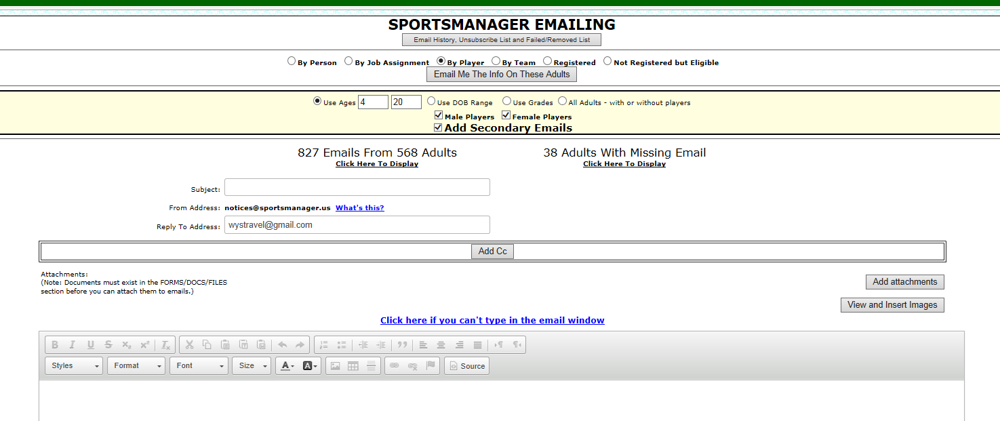 SPORTSMANAGER EMAILING
Email History, Unsubscribe List and Failed/Removed List
By Person By Job Assignment By Player By Team Registered Not Registered but Eligible
Email Me The Info On These Adults
Use Ages 4 20 Use DOB Range Use Grades All Adults - with or without players
Male Players Female Players
Add Secondary Emails
827 Emails From 568 Adults 38 Adults With Missing Email
Click Here To Display Click Here To Display
Subject:
From Address: notices@sportsmanager.us What's this?
Reply To Address: wystravel@gmail.com
Add Cc
Attachments:
(Note: Documents must exist in the FORMS/DOCS/FILES
section before you can attach them to emails.)
Add attachments
View and Insert Images
Click here if you can't type in the email window
Styles Format Font Size Source